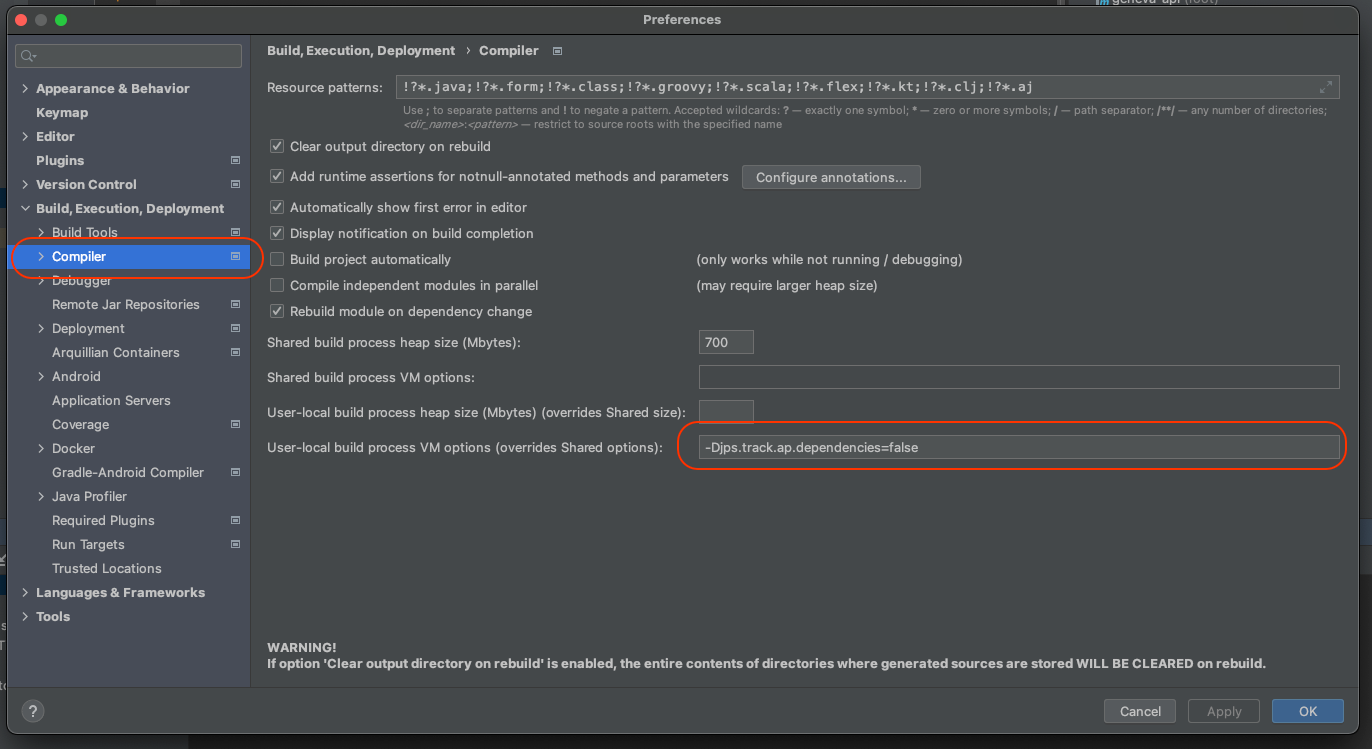 geneva-api (root)
Preferences
Appearance & Behavior
Keymap
Editor
Plugins
Version Control
Build, Execution, Deployment
Build Tools
Compiler
Debugger
Remote Jar Repositories
Deployment
Arquillian Containers
Android
Application Servers
Coverage
Docker
Gradle-Android Compiler
Java Profiler
Required Plugins
Run Targets
Trusted Locations
Languages & Frameworks
Tools
Build, Execution, Deployment › Compiler
Resource patterns: !?*.java;!?*.form;!?*.class;!?*.groovy;!?*.scala;!?*.flex;!?*.kt;!?*.clj;!?*.aj
Use ; to separate patterns and ! to negate a pattern. Accepted wildcards: ? — exactly one symbol; * — zero or more symbols; / — path separator; /**/ — any number of directories;
<dir_name>:<pattern> — restrict to source roots with the specified name
Clear output directory on rebuild
Add runtime assertions for notnull-annotated methods and parameters Configure annotations...
Automatically show first error in editor
Display notification on build completion
Build project automatically (only works while not running / debugging)
Compile independent modules in parallel (may require larger heap size)
Rebuild module on dependency change
Shared build process heap size (Mbytes): 700
Shared build process VM options:
User-local build process heap size (Mbytes) (overrides Shared size):
User-local build process VM options (overrides Shared options): -Djps.track.ap.dependencies=false
WARNING!
If option 'Clear output directory on rebuild' is enabled, the entire contents of directories where generated sources are stored WILL BE CLEARED on rebuild.
?
Cancel Apply OK